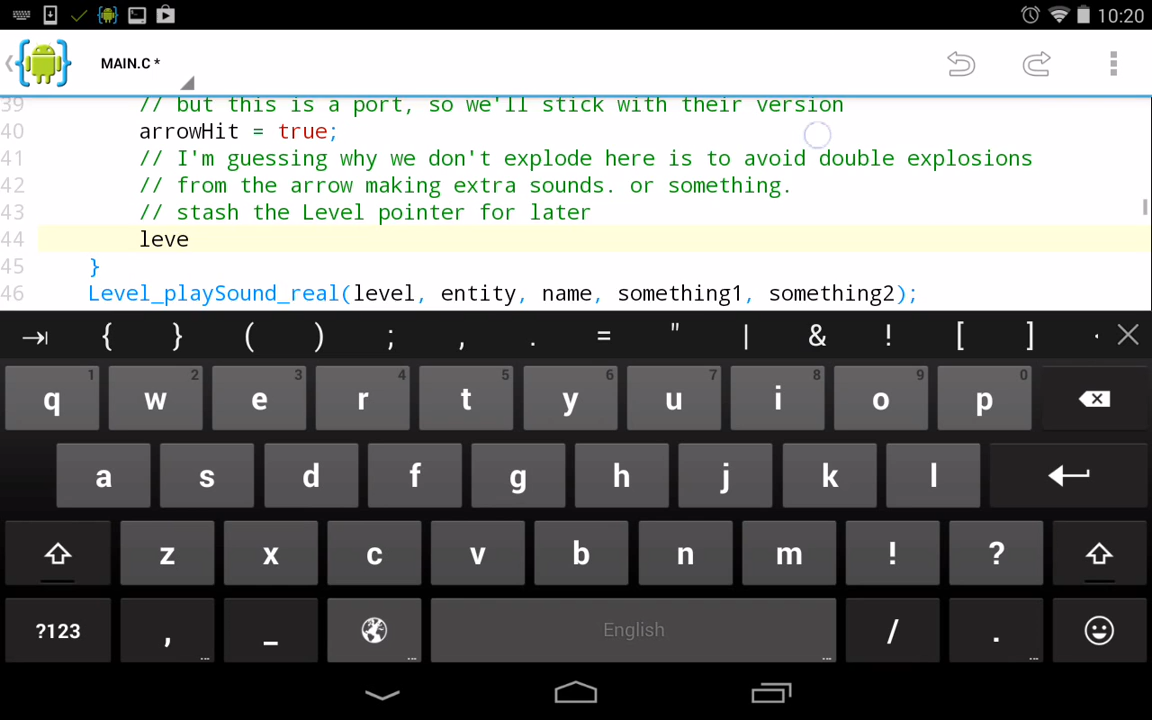 10:20
MAIN.C *
39 // but this is a port, so we'll stick with their version
40 arrowHit = true;
41 // I'm guessing why we don't explode here is to avoid double explosions
42 // from the arrow making extra sounds. or something.
43 // stash the Level pointer for later
44 leve
45 }
46 Level_playSound_real(level, entity, name, something1, something2);
{ } ( ) ; , . = " | & ! [ ]
q 1 w 2 e 3 r 4 t 5 y 6 u 7 i 8 o 9 p 0
a s d f g h j k l
z x c v b n m ! ?
?123 , _ English / .